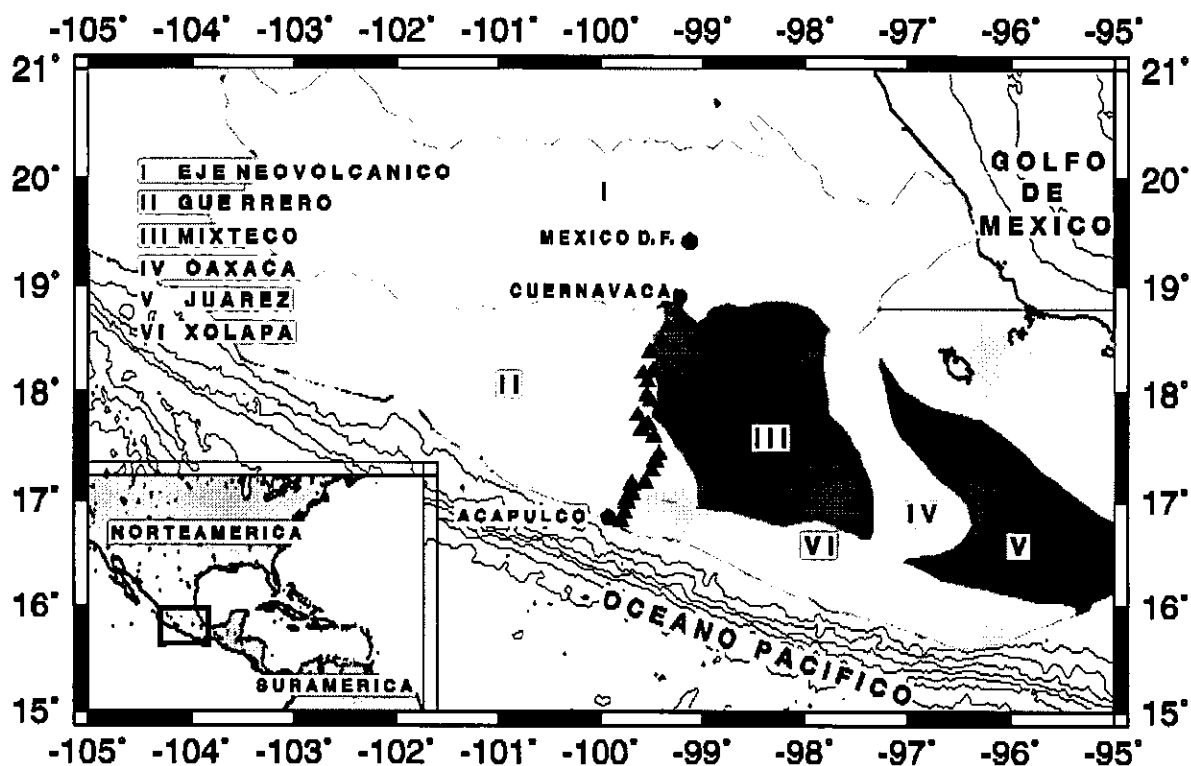 -105° -104° -103° -102° -101° -100° -99° -98° -97° -96° -95°
21° 21°
20° 20°
19° 19°
18° 18°
17° 17°
16° 16°
15° 15°
I EJE NEOVOLCANICO
II GUERRERO
III MIXTECO
IV OAXACA
V JUAREZ
VI XOLAPA
GOLFO
DE
MEXICO
I
MEXICO D.F.
CUERNAVACA
II
III
IV
V
VI
ACAPULCO
OCEANO PACIFICO
NORTEAMERICA
SURAMERICA
-105° -104° -103° -102° -101° -100° -99° -98° -97° -96° -95°